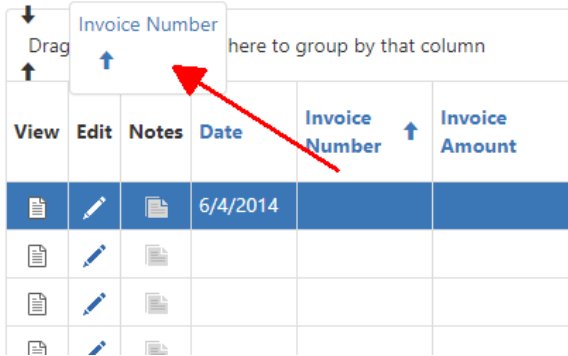 Invoice Number
Drag here to group by that column
View Edit Notes Date Invoice Number Invoice Amount
6/4/2014